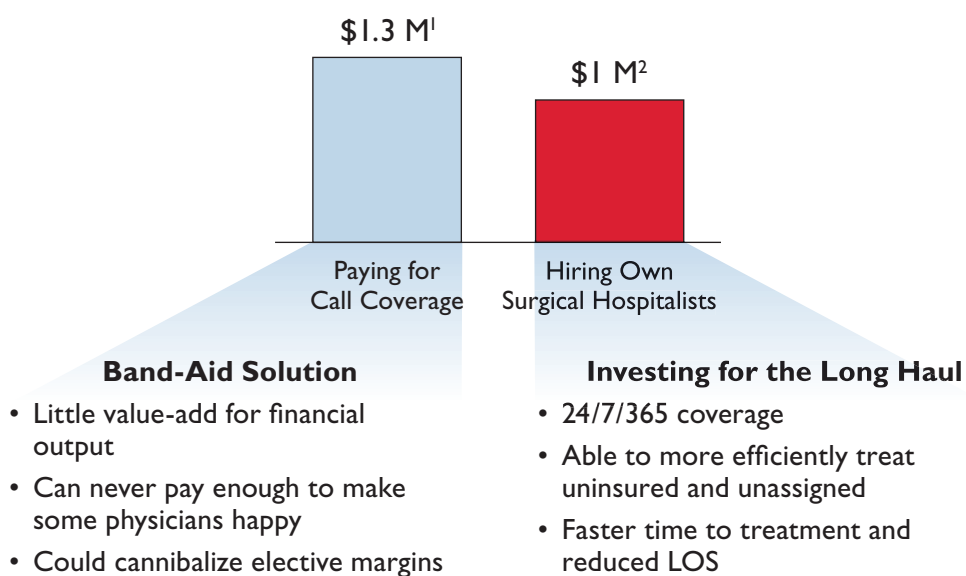 $1.3 M¹
$1 M²
Paying for
Call Coverage
Hiring Own
Surgical Hospitalists
Band-Aid Solution
• Little value-add for financial
output
• Can never pay enough to make
some physicians happy
• Could cannibalize elective margins
Investing for the Long Haul
• 24/7/365 coverage
• Able to more efficiently treat
uninsured and unassigned
• Faster time to treatment and
reduced LOS